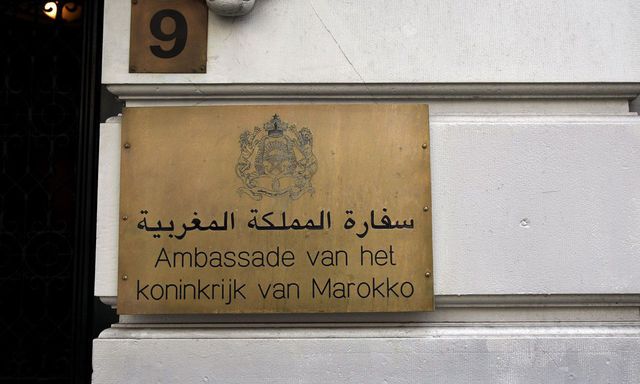 9
سفارة المملكة المغربية
Ambassade van het
koninkrijk van Marokko